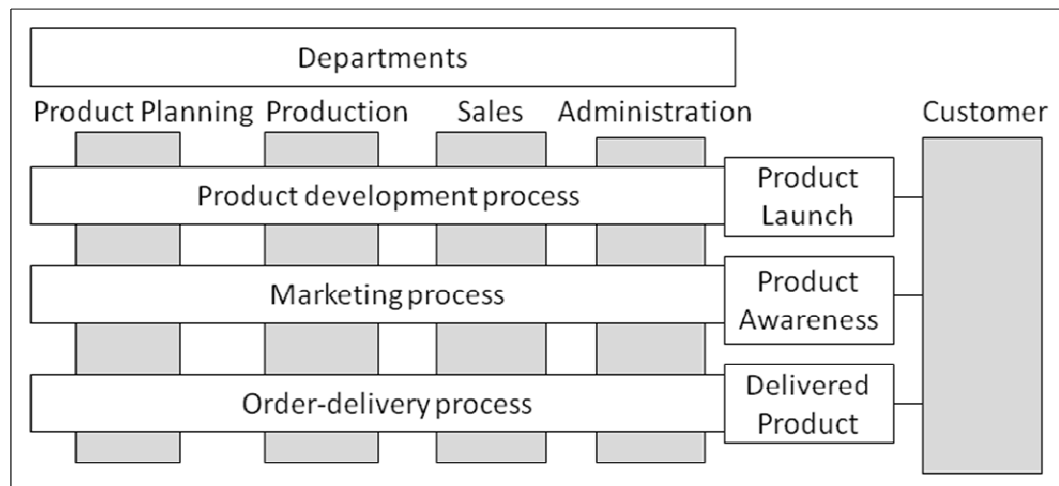 Departments
Product Planning Production Sales Administration Customer
Product development process
Product
Launch
Marketing process
Product
Awareness
Order-delivery process
Delivered
Product